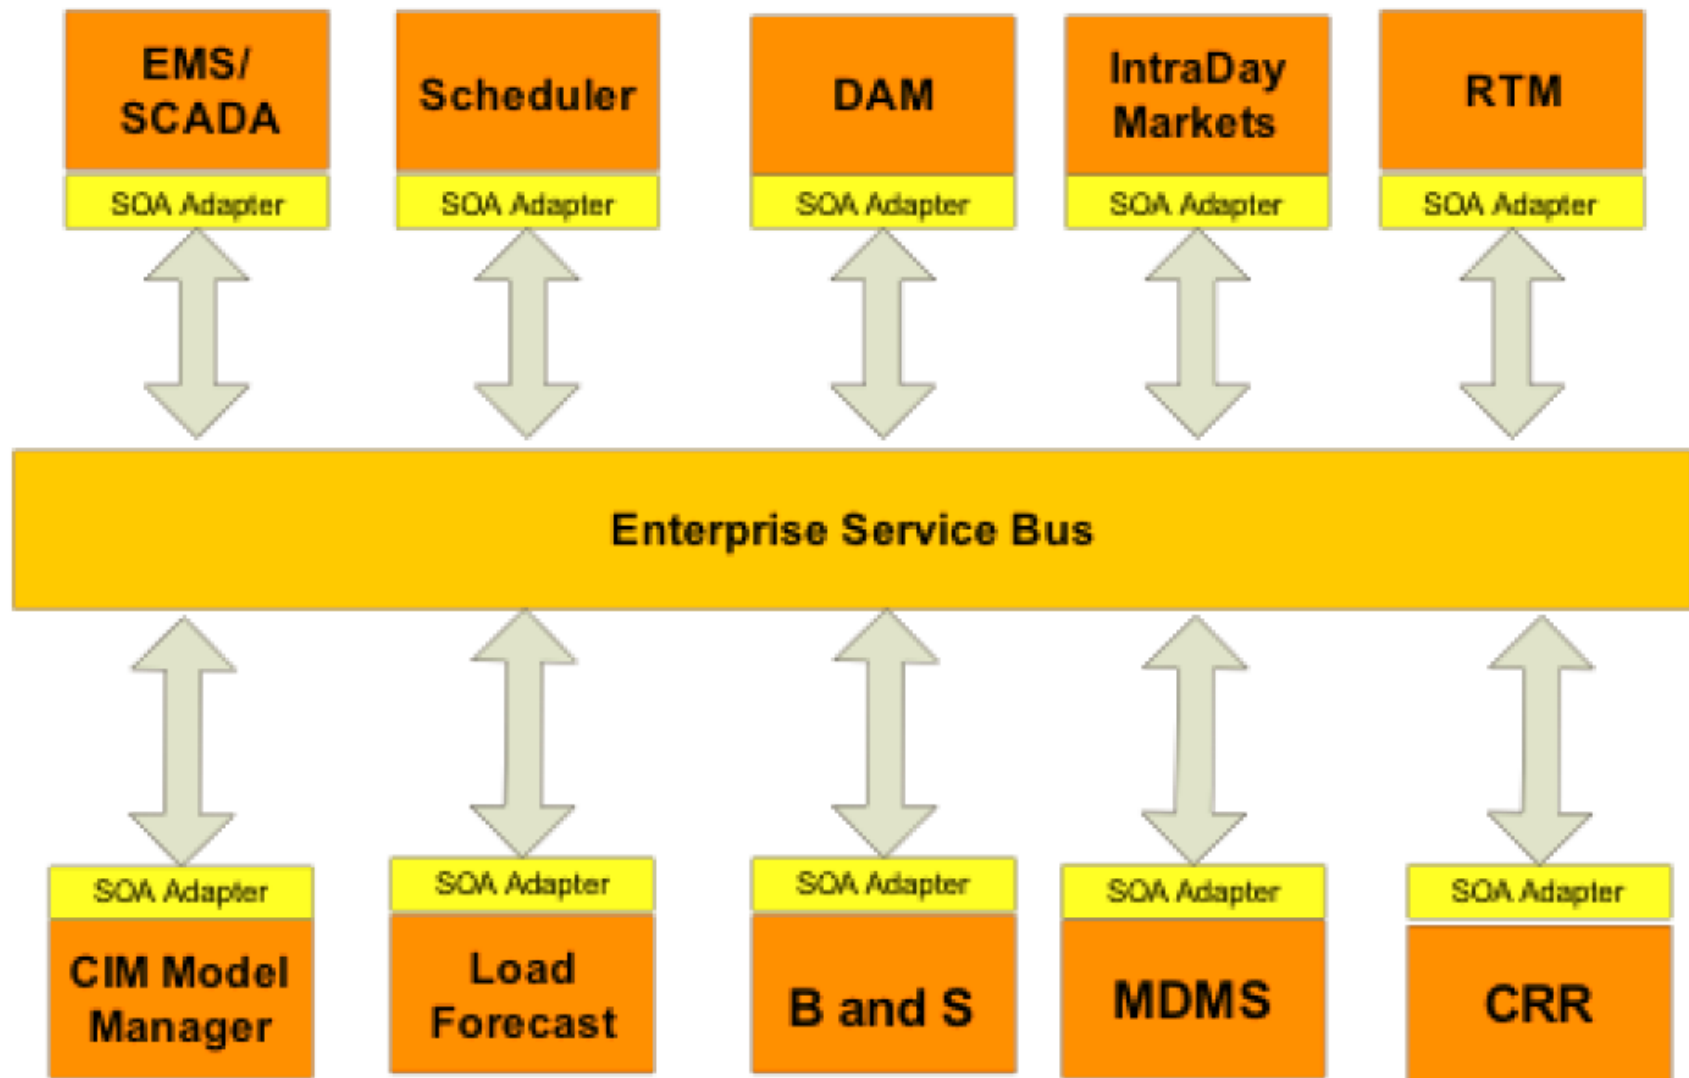 EMS/
SCADA
Scheduler
DAM
IntraDay
Markets
RTM
SOA Adapter
SOA Adapter
SOA Adapter
SOA Adapter
SOA Adapter
Enterprise Service Bus
SOA Adapter
SOA Adapter
SOA Adapter
SOA Adapter
SOA Adapter
CIM Model
Manager
Load
Forecast
B and S
MDMS
CRR